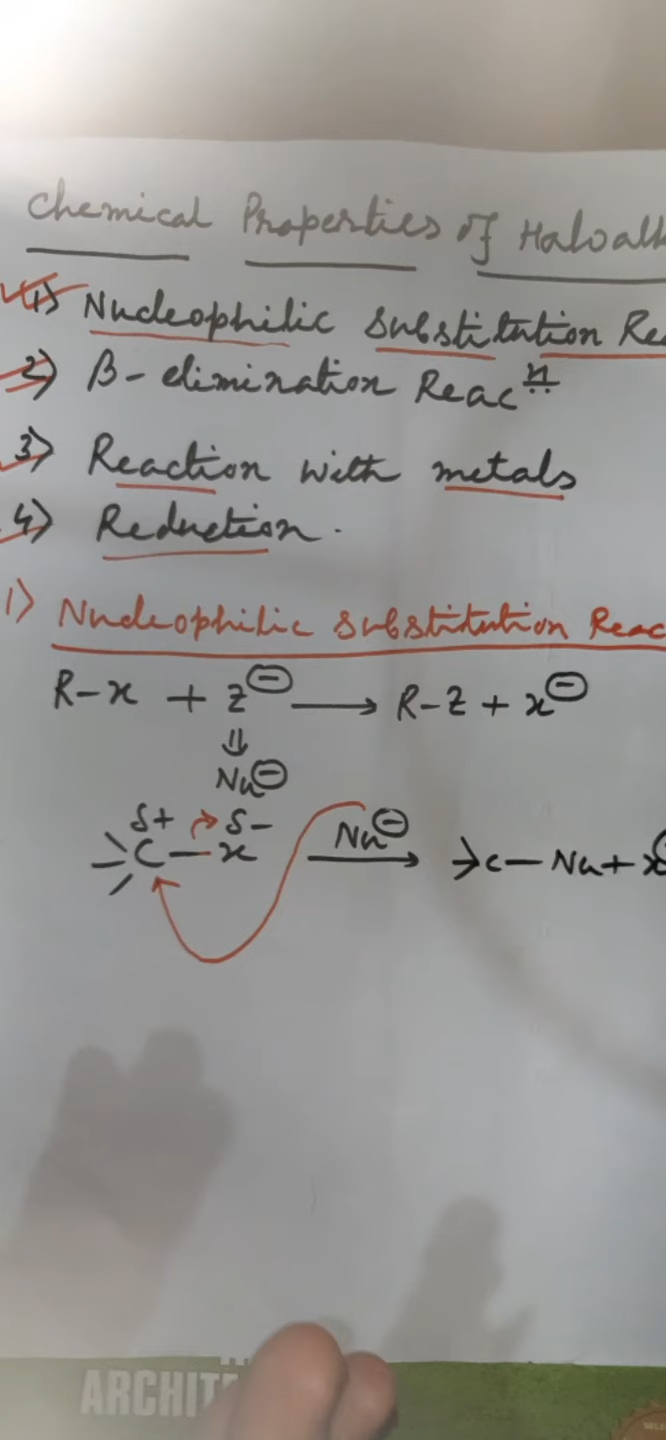 Chemical Properties of Haloalk
1) Nucleophilic Substitution Rea
2) β-elimination Reacⁿ
3) Reaction with metals
4) Reduction.
1) Nucleophilic Substitution Reac
R-x + z⊖ → R-z + x⊖
⇓
Nu⊖
δ+ δ-
C-x Nu⊖ → C-Nu + x
ARCHIT